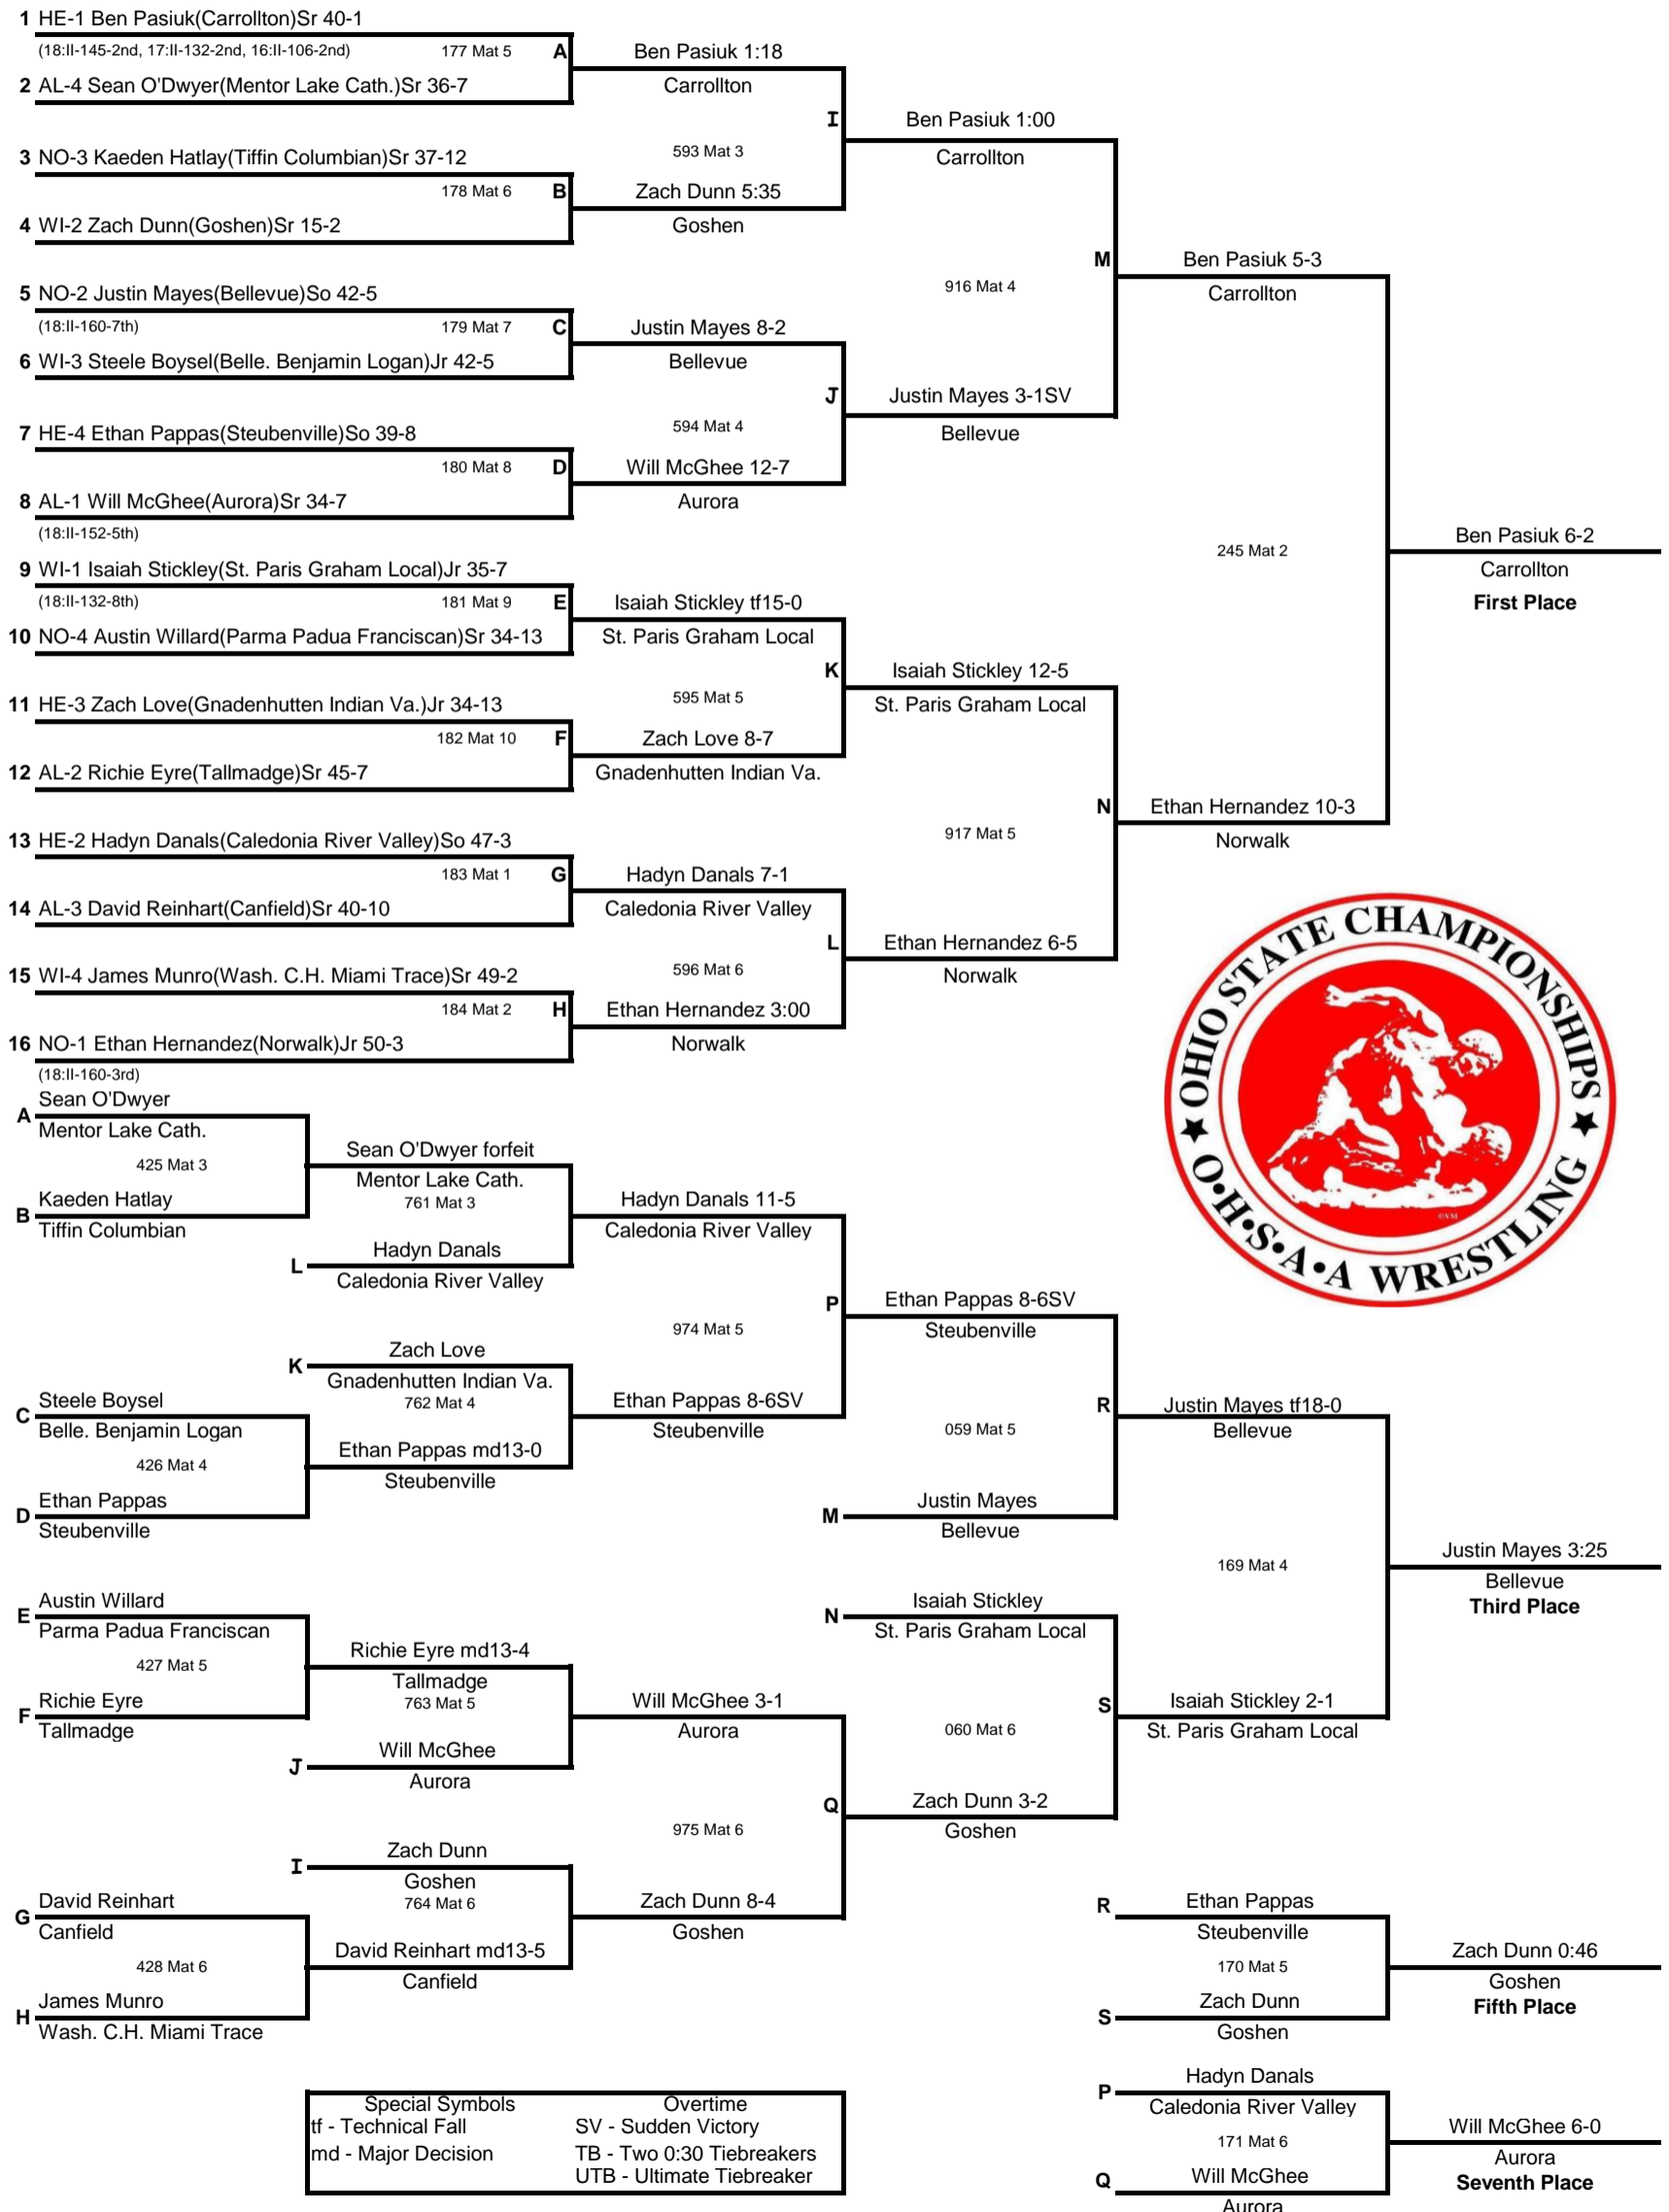 1 HE-1 Ben Pasiuk(Carrollton)Sr 40-1
(18:II-145-2nd, 17:II-132-2nd, 16:II-106-2nd) 177 Mat 5 A
2 AL-4 Sean O'Dwyer(Mentor Lake Cath.)Sr 36-7
Ben Pasiuk 1:18
Carrollton
I
593 Mat 3
3 NO-3 Kaeden Hatlay(Tiffin Columbian)Sr 37-12
178 Mat 6 B
4 WI-2 Zach Dunn(Goshen)Sr 15-2
Zach Dunn 5:35
Goshen
Ben Pasiuk 1:00
Carrollton
M
916 Mat 4
5 NO-2 Justin Mayes(Bellevue)So 42-5
(18:II-160-7th) 179 Mat 7 C
6 WI-3 Steele Boysel(Belle. Benjamin Logan)Jr 42-5
Justin Mayes 8-2
Bellevue
J
594 Mat 4
7 HE-4 Ethan Pappas(Steubenville)So 39-8
180 Mat 8 D
8 AL-1 Will McGhee(Aurora)Sr 34-7
(18:II-152-5th)
Will McGhee 12-7
Aurora
Justin Mayes 3-1SV
Bellevue
Ben Pasiuk 5-3
Carrollton
245 Mat 2
Ben Pasiuk 6-2
Carrollton
First Place
9 WI-1 Isaiah Stickley(St. Paris Graham Local)Jr 35-7
(18:II-132-8th) 181 Mat 9 E
10 NO-4 Austin Willard(Parma Padua Franciscan)Sr 34-13
Isaiah Stickley tf15-0
St. Paris Graham Local
K
595 Mat 5
11 HE-3 Zach Love(Gnadenhutten Indian Va.)Jr 34-13
182 Mat 10 F
12 AL-2 Richie Eyre(Tallmadge)Sr 45-7
Zach Love 8-7
Gnadenhutten Indian Va.
Isaiah Stickley 12-5
St. Paris Graham Local
N
917 Mat 5
13 HE-2 Hadyn Danals(Caledonia River Valley)So 47-3
183 Mat 1 G
14 AL-3 David Reinhart(Canfield)Sr 40-10
Hadyn Danals 7-1
Caledonia River Valley
L
596 Mat 6
15 WI-4 James Munro(Wash. C.H. Miami Trace)Sr 49-2
184 Mat 2 H
16 NO-1 Ethan Hernandez(Norwalk)Jr 50-3
(18:II-160-3rd)
Ethan Hernandez 3:00
Norwalk
Ethan Hernandez 6-5
Norwalk
Ethan Hernandez 10-3
Norwalk
OHIO STATE CHAMPIONSHIPS
★ O•H•S•A•A WRESTLING ★
©VM
A Sean O'Dwyer
Mentor Lake Cath.
425 Mat 3
B Kaeden Hatlay
Tiffin Columbian
Sean O'Dwyer forfeit
Mentor Lake Cath.
761 Mat 3
L Hadyn Danals
Caledonia River Valley
Hadyn Danals 11-5
Caledonia River Valley
P
974 Mat 5
K Zach Love
Gnadenhutten Indian Va.
762 Mat 4
C Steele Boysel
Belle. Benjamin Logan
426 Mat 4
D Ethan Pappas
Steubenville
Ethan Pappas md13-0
Steubenville
Ethan Pappas 8-6SV
Steubenville
Ethan Pappas 8-6SV
Steubenville
R
059 Mat 5
M Justin Mayes
Bellevue
Justin Mayes tf18-0
Bellevue
169 Mat 4
Justin Mayes 3:25
Bellevue
Third Place
E Austin Willard
Parma Padua Franciscan
427 Mat 5
F Richie Eyre
Tallmadge
Richie Eyre md13-4
Tallmadge
763 Mat 5
J Will McGhee
Aurora
Will McGhee 3-1
Aurora
Q
975 Mat 6
N Isaiah Stickley
St. Paris Graham Local
S
060 Mat 6
Isaiah Stickley 2-1
St. Paris Graham Local
Zach Dunn 3-2
Goshen
I Zach Dunn
Goshen
764 Mat 6
G David Reinhart
Canfield
428 Mat 6
H James Munro
Wash. C.H. Miami Trace
David Reinhart md13-5
Canfield
Zach Dunn 8-4
Goshen
R Ethan Pappas
Steubenville
170 Mat 5
S Zach Dunn
Goshen
Zach Dunn 0:46
Goshen
Fifth Place
P Hadyn Danals
Caledonia River Valley
171 Mat 6
Q Will McGhee
Aurora
Will McGhee 6-0
Aurora
Seventh Place
Special Symbols Overtime
tf - Technical Fall SV - Sudden Victory
md - Major Decision TB - Two 0:30 Tiebreakers
UTB - Ultimate Tiebreaker